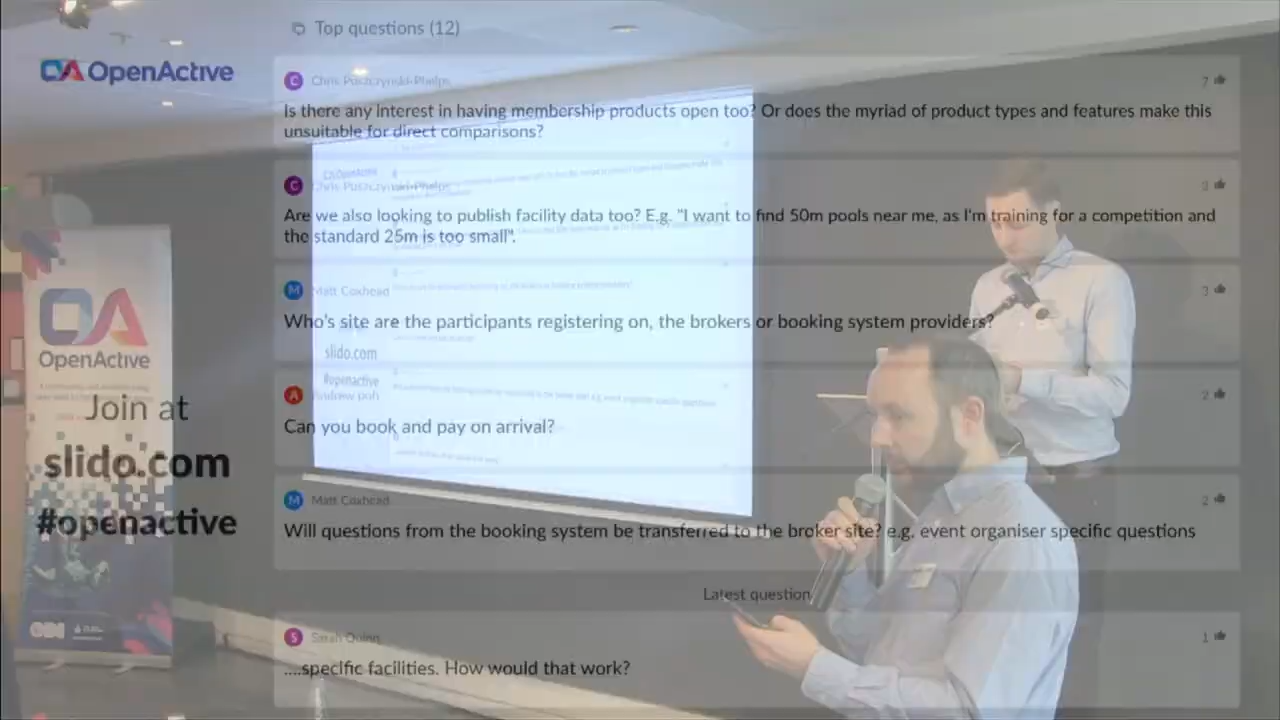 Top questions (12)
OpenActive
Chris Puszczynski-Phelps
7
Is there any interest in having membership products open too? Or does the myriad of product types and features make this
unsuitable for direct comparisons?
Chris Puszczynski-Phelps
3
Are we also looking to publish facility data too? E.g. "I want to find 50m pools near me, as I'm training for a competition and
the standard 25m is too small".
Matt Coxhead
3
Who's site are the participants registering on, the brokers or booking system providers?
Andrew
2
Can you book and pay on arrival?
Matt Coxhead
2
Will questions from the booking system be transferred to the broker site? e.g. event organiser specific questions
Latest question
Sarah Quinn
1
....specific facilities. How would that work?
Join at
slido.com
#openactive
OpenActive
slido.com
#openactive